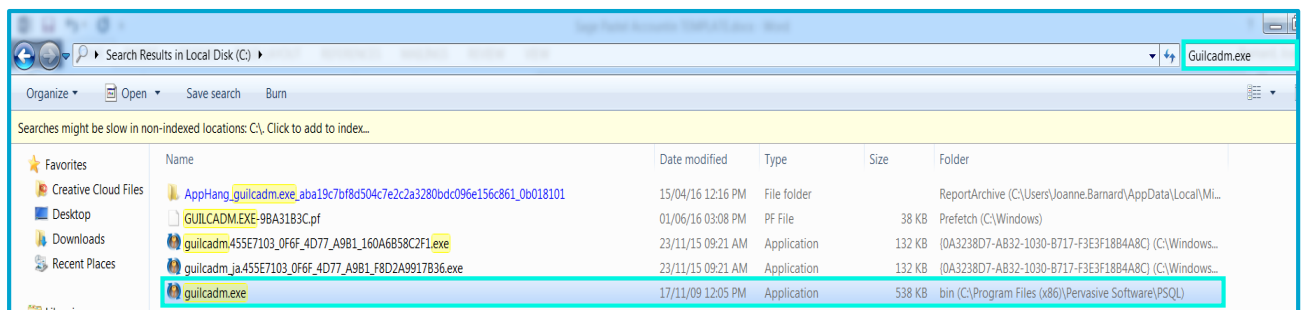 Search Results in Local Disk (C:)
Guilcadm.exe
Organize Open Save search Burn
Searches might be slow in non-indexed locations: C:\. Click to add to index...
Favorites
Creative Cloud Files
Desktop
Downloads
Recent Places
Name Date modified Type Size Folder
AppHang_guilcadm.exe_aba19c7bf8d504c7e2c2a3280bdc096e156c861_0b018101 15/04/16 12:16 PM File folder ReportArchive (C:\Users\Joanne.Barnard\AppData\Local\Mi...
GUILCADM.EXE-9BA31B3C.pf 01/06/16 03:08 PM PF File 38 KB Prefetch (C:\Windows)
guilcadm.455E7103_0F6F_4D77_A9B1_160A6B58C2F1.exe 23/11/15 09:21 AM Application 132 KB {0A3238D7-AB32-1030-B717-F3E3F18B4A8C} (C:\Windows...
guilcadm_ja.455E7103_0F6F_4D77_A9B1_F8D2A9917B36.exe 23/11/15 09:21 AM Application 132 KB {0A3238D7-AB32-1030-B717-F3E3F18B4A8C} (C:\Windows...
guilcadm.exe 17/11/09 12:05 PM Application 538 KB bin (C:\Program Files (x86)\Pervasive Software\PSQL)